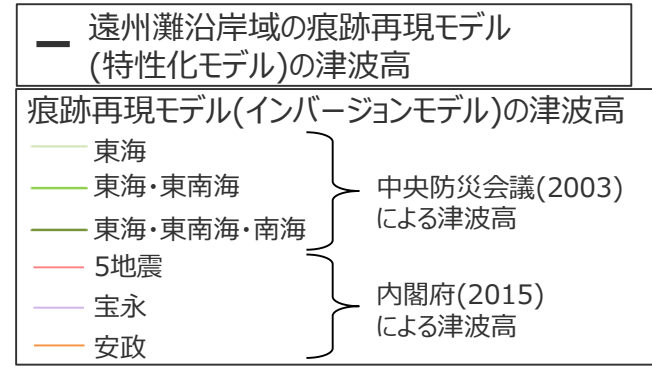 遠州灘沿岸域の痕跡再現モデル
(特性化モデル)の津波高
痕跡再現モデル(インバージョンモデル)の津波高
東海
東海・東南海
東海・東南海・南海
中央防災会議(2003)
による津波高
5地震
宝永
安政
内閣府(2015)
による津波高